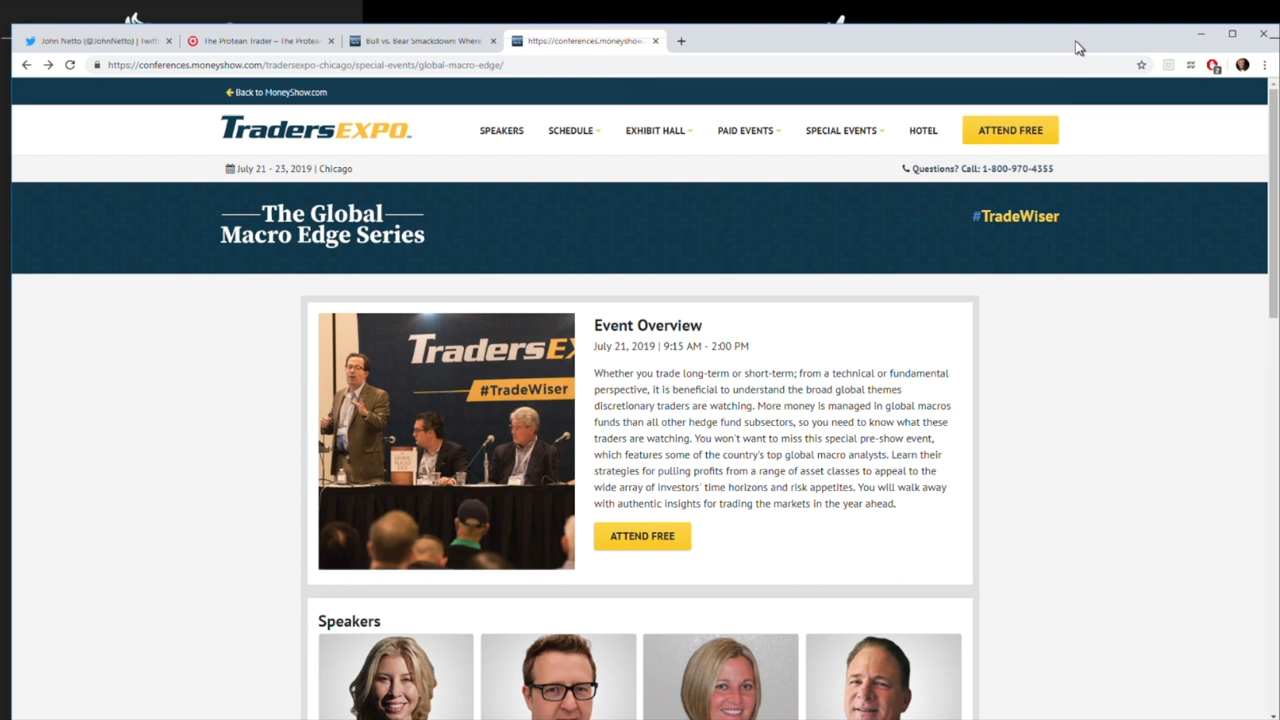 John Netto (@JohnNetto) | Twitt
The Protean Trader – The Protea
Bull vs. Bear Smackdown: Where
https://conferences.moneyshow.
https://conferences.moneyshow.com/tradersexpo-chicago/special-events/global-macro-edge/
2
Back to MoneyShow.com
TradersEXPO
SPEAKERS
SCHEDULE
EXHIBIT HALL
PAID EVENTS
SPECIAL EVENTS
HOTEL
ATTEND FREE
July 21 - 23, 2019 | Chicago
Questions? Call: 1-800-970-4355
The Global
Macro Edge Series
#TradeWiser
TradersEX
#TradeWiser
GLOBAL
MACRO
EDGE
Event Overview
July 21, 2019 | 9:15 AM - 2:00 PM
Whether you trade long-term or short-term; from a technical or fundamental
perspective, it is beneficial to understand the broad global themes
discretionary traders are watching. More money is managed in global macros
funds than all other hedge fund subsectors, so you need to know what these
traders are watching. You won't want to miss this special pre-show event,
which features some of the country's top global macro analysts. Learn their
strategies for pulling profits from a range of asset classes to appeal to the
wide array of investors' time horizons and risk appetites. You will walk away
with authentic insights for trading the markets in the year ahead.
ATTEND FREE
Speakers